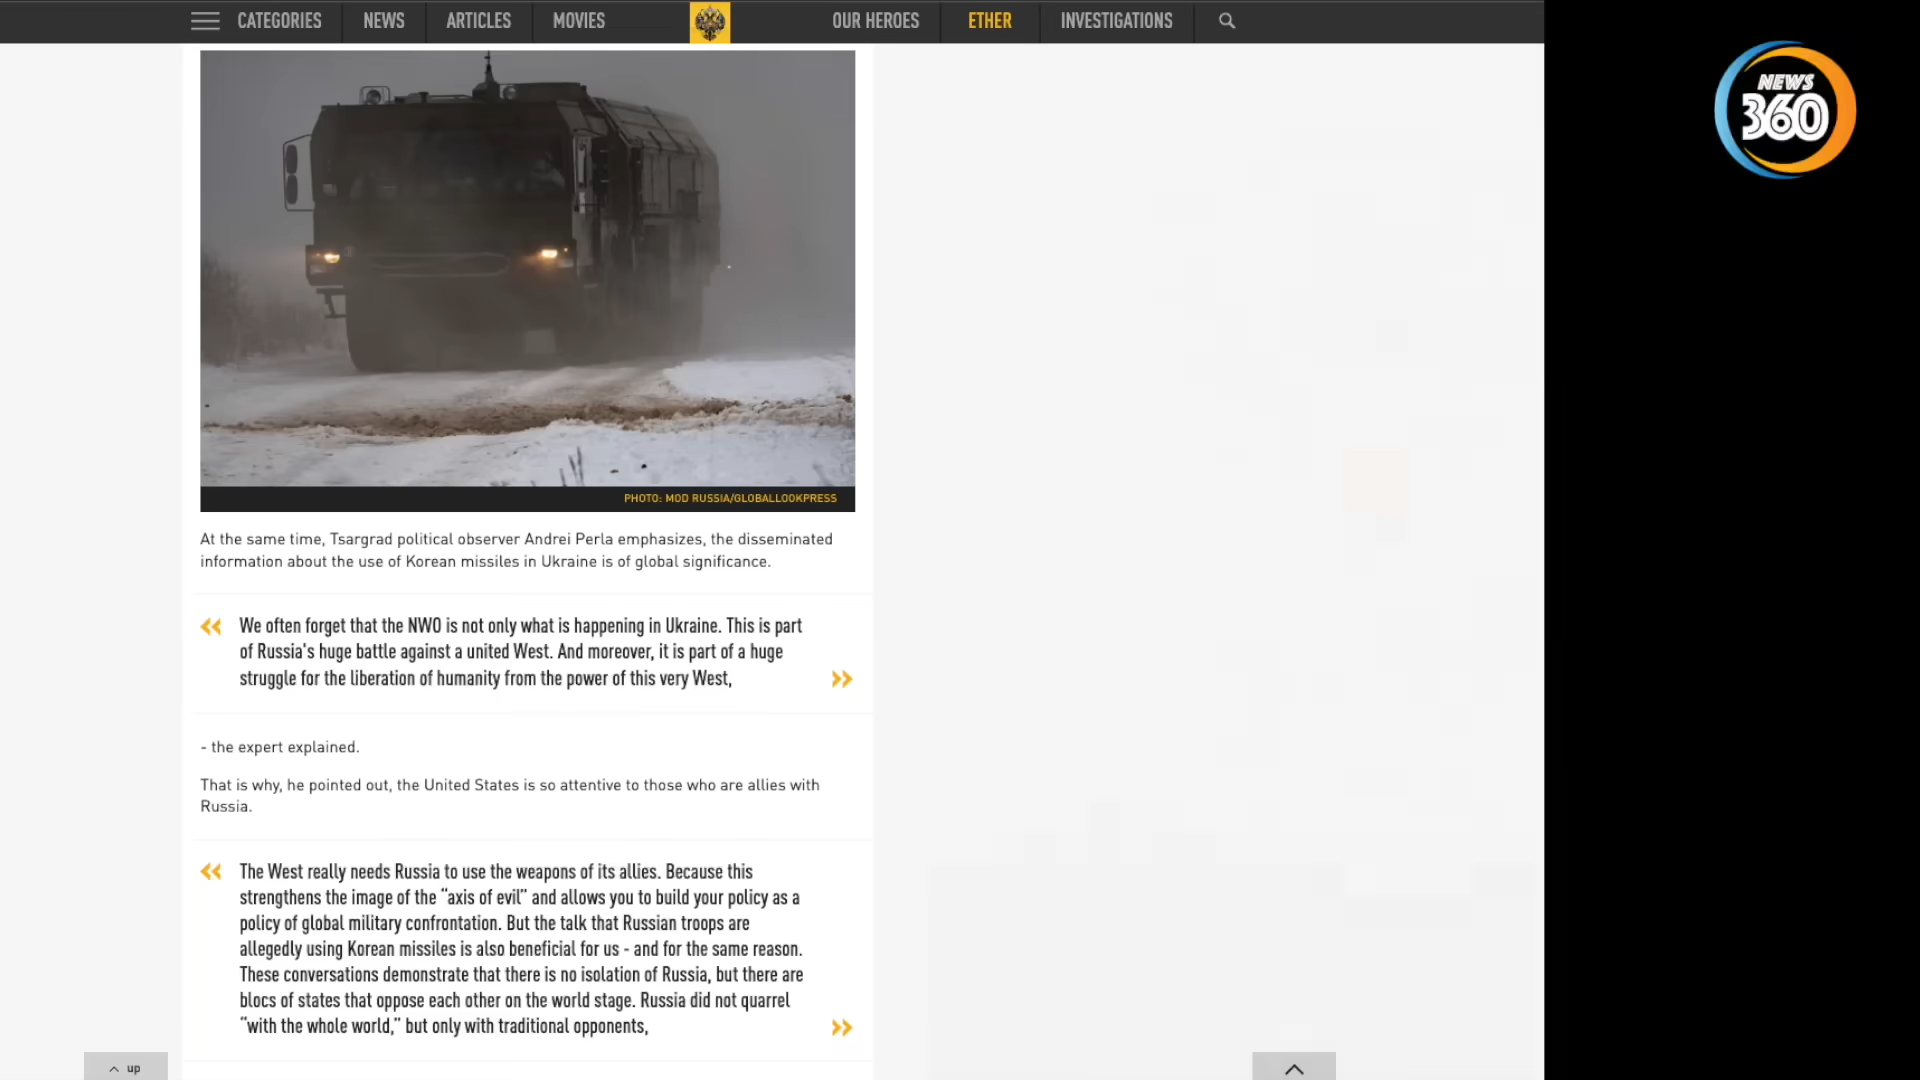 CATEGORIES NEWS ARTICLES MOVIES OUR HEROES ETHER INVESTIGATIONS
NEWS
360
PHOTO: MOD RUSSIA/GLOBALLOOKPRESS
At the same time, Tsargrad political observer Andrei Perla emphasizes, the disseminated
information about the use of Korean missiles in Ukraine is of global significance.
« We often forget that the NWO is not only what is happening in Ukraine. This is part
of Russia's huge battle against a united West. And moreover, it is part of a huge
struggle for the liberation of humanity from the power of this very West, »
- the expert explained.
That is why, he pointed out, the United States is so attentive to those who are allies with
Russia.
« The West really needs Russia to use the weapons of its allies. Because this
strengthens the image of the “axis of evil” and allows you to build your policy as a
policy of global military confrontation. But the talk that Russian troops are
allegedly using Korean missiles is also beneficial for us - and for the same reason.
These conversations demonstrate that there is no isolation of Russia, but there are
blocs of states that oppose each other on the world stage. Russia did not quarrel
“with the whole world,” but only with traditional opponents, »
up